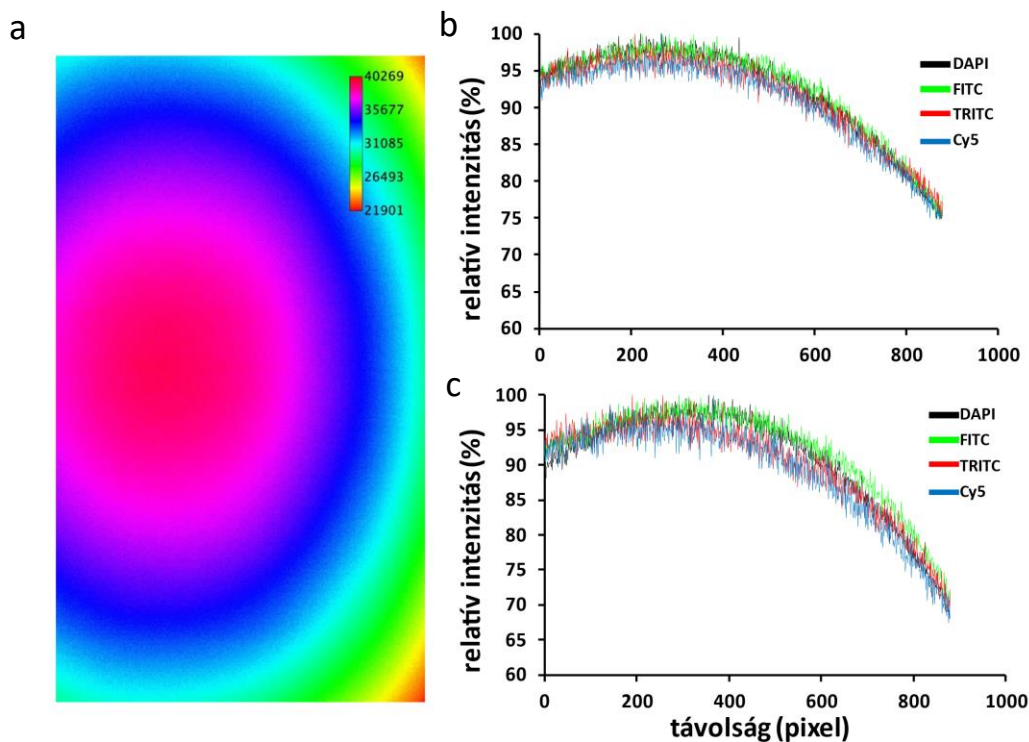 a
40269
35677
31085
26493
21901
b
100
95
90
85
80
75
70
65
60
0 200 400 600 800 1000
relatív intenzitás (%)
DAPI
FITC
TRITC
Cy5
c
100
95
90
85
80
75
70
65
60
0 200 400 600 800 1000
relatív intenzitás (%)
távolság (pixel)
DAPI
FITC
TRITC
Cy5